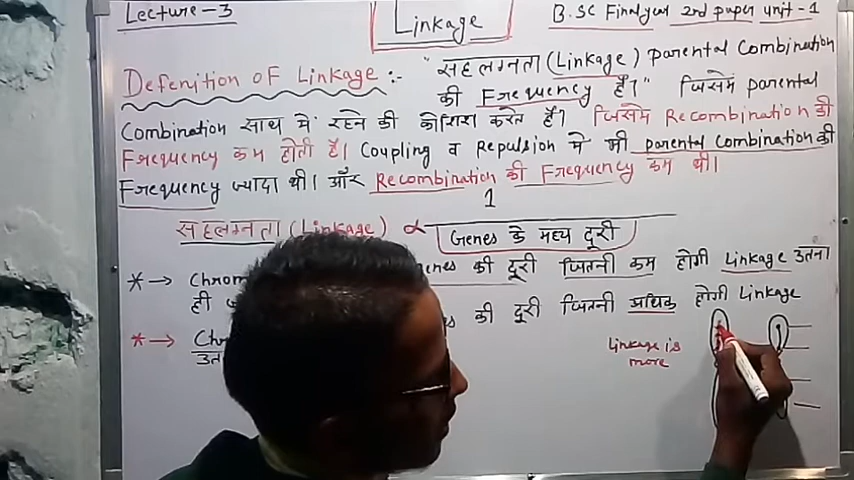 Lecture-3
Linkage
B.SC Final year 2nd paper unit-1
Defenition OF Linkage :- "सहलग्नता (Linkage) parental Combination
की Frequency है।" जिसमें parental
Combination साथ में रहने की कोशिश करते है। जिसमें Recombination की
Frequency कम होती है। Coupling व Repulsion मे भी parental combination की
Frequency ज्यादा थी। और Recombination की Frequency कम थी।
सहलग्नता (Linkage) ∝ 1
Genes के मध्य दूरी
*→ Chrom enes की दूरी जितनी कम होगी Linkage उतना
ही
*→ Chr की दूरी जितनी अधिक होगी Linkage
उत
Linkage is
more